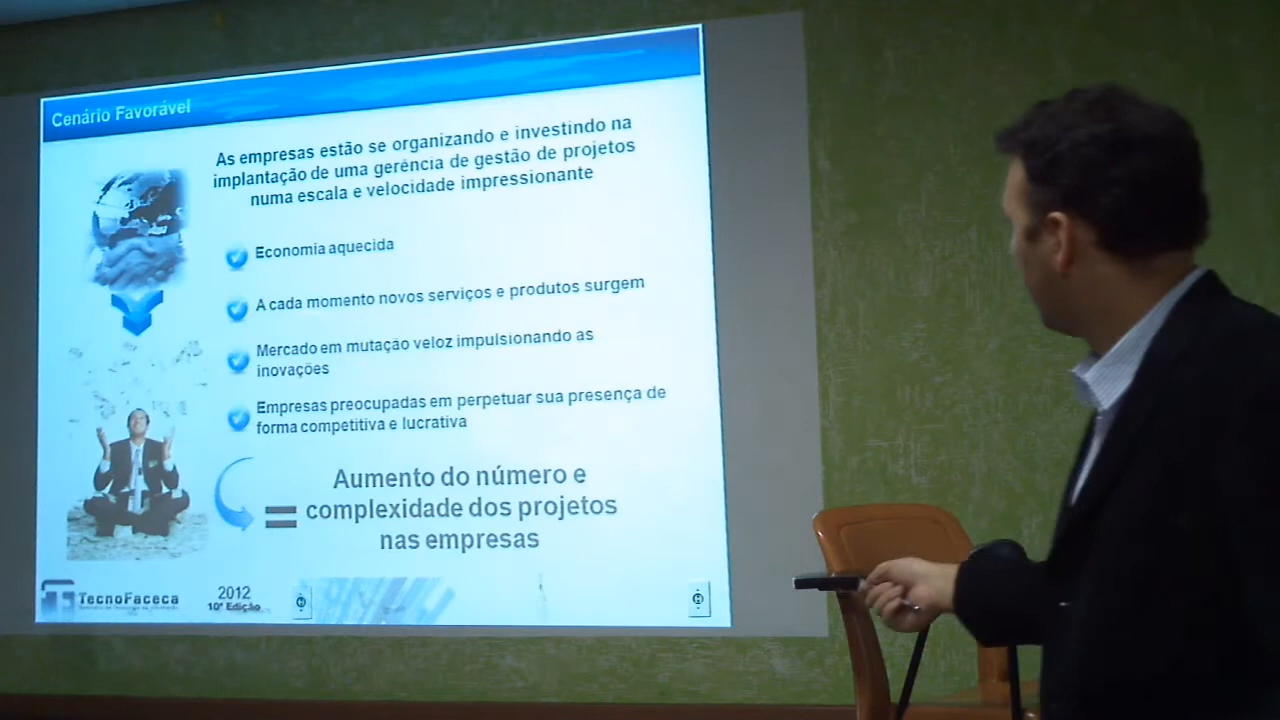 Cenário Favorável
As empresas estão se organizando e investindo na
implantação de uma gerência de gestão de projetos
numa escala e velocidade impressionante
Economia aquecida
A cada momento novos serviços e produtos surgem
Mercado em mutação veloz impulsionando as
inovações
Empresas preocupadas em perpetuar sua presença de
forma competitiva e lucrativa
Aumento do número e
= complexidade dos projetos
nas empresas
TecnoFaceca
2012
10ª Edição